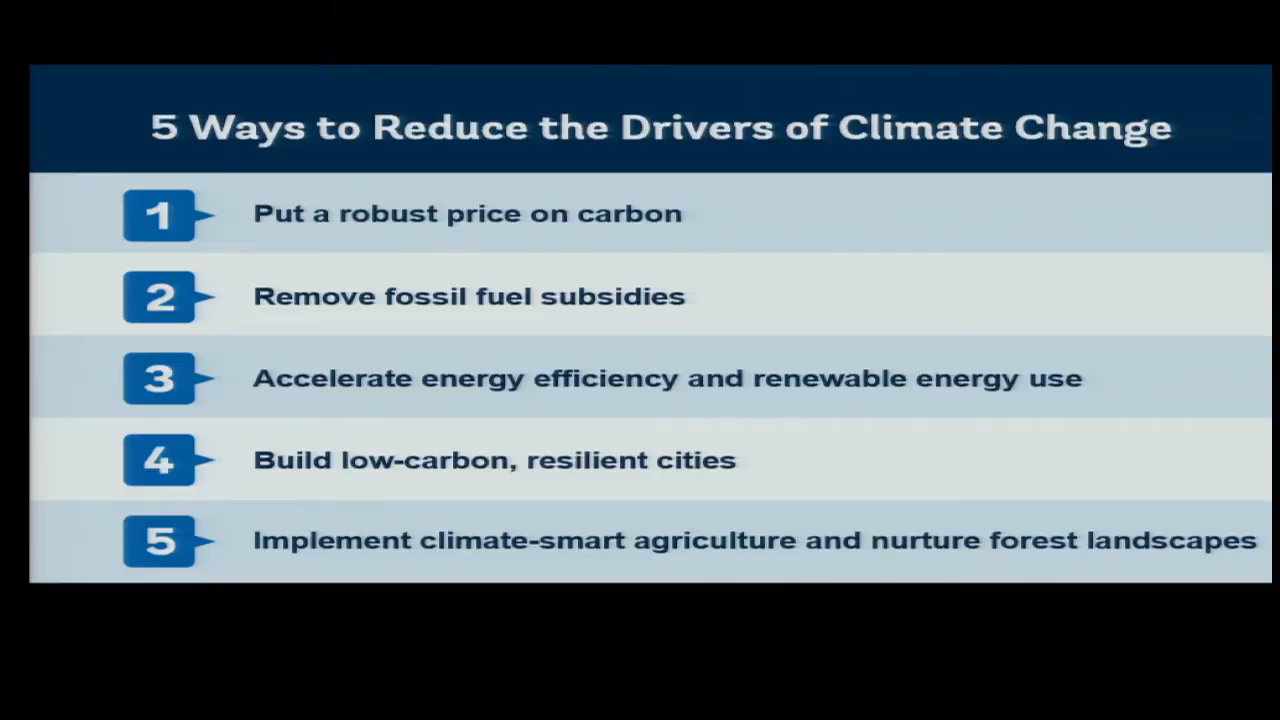 5 Ways to Reduce the Drivers of Climate Change
1 Put a robust price on carbon
2 Remove fossil fuel subsidies
3 Accelerate energy efficiency and renewable energy use
4 Build low-carbon, resilient cities
5 Implement climate-smart agriculture and nurture forest landscapes